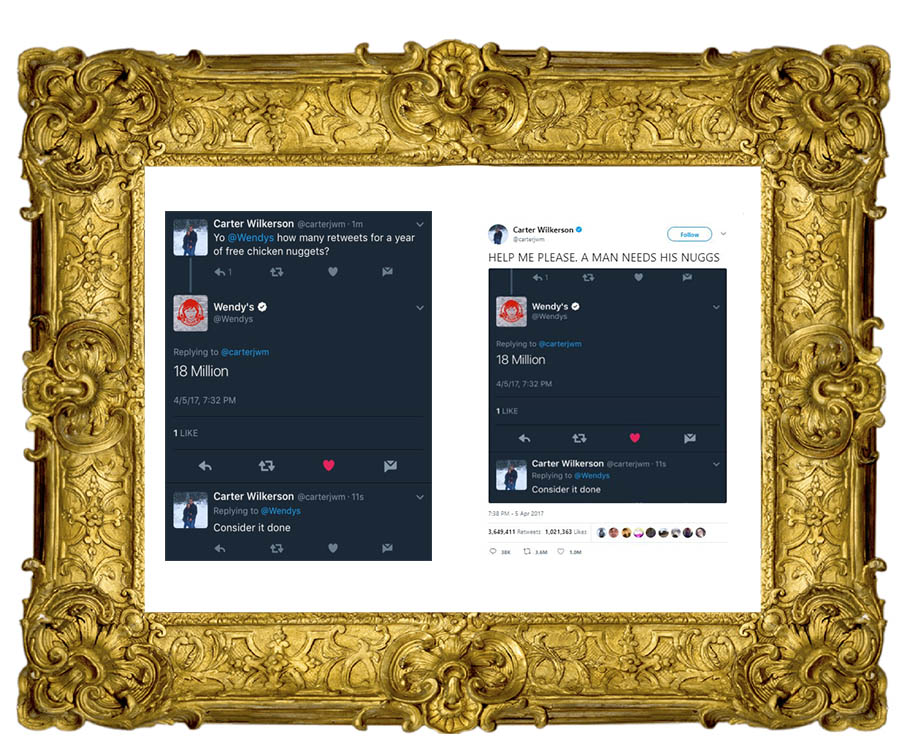 Carter Wilkerson @carterjwm · 1m
Yo @Wendys how many retweets for a year
of free chicken nuggets?
1
Wendy's
@Wendys
Replying to @carterjwm
18 Million
4/5/17, 7:32 PM
1 LIKE
Carter Wilkerson @carterjwm · 11s
Replying to @Wendys
Consider it done
Carter Wilkerson
@carterjwm
Follow
HELP ME PLEASE. A MAN NEEDS HIS NUGGS
1
Wendy's
@Wendys
Replying to @carterjwm
18 Million
4/5/17, 7:32 PM
1 LIKE
Carter Wilkerson @carterjwm · 11s
Replying to @Wendys
Consider it done
7:38 PM - 5 Apr 2017
3,649,411 Retweets 1,021,363 Likes
38K 3.6M 1.0M